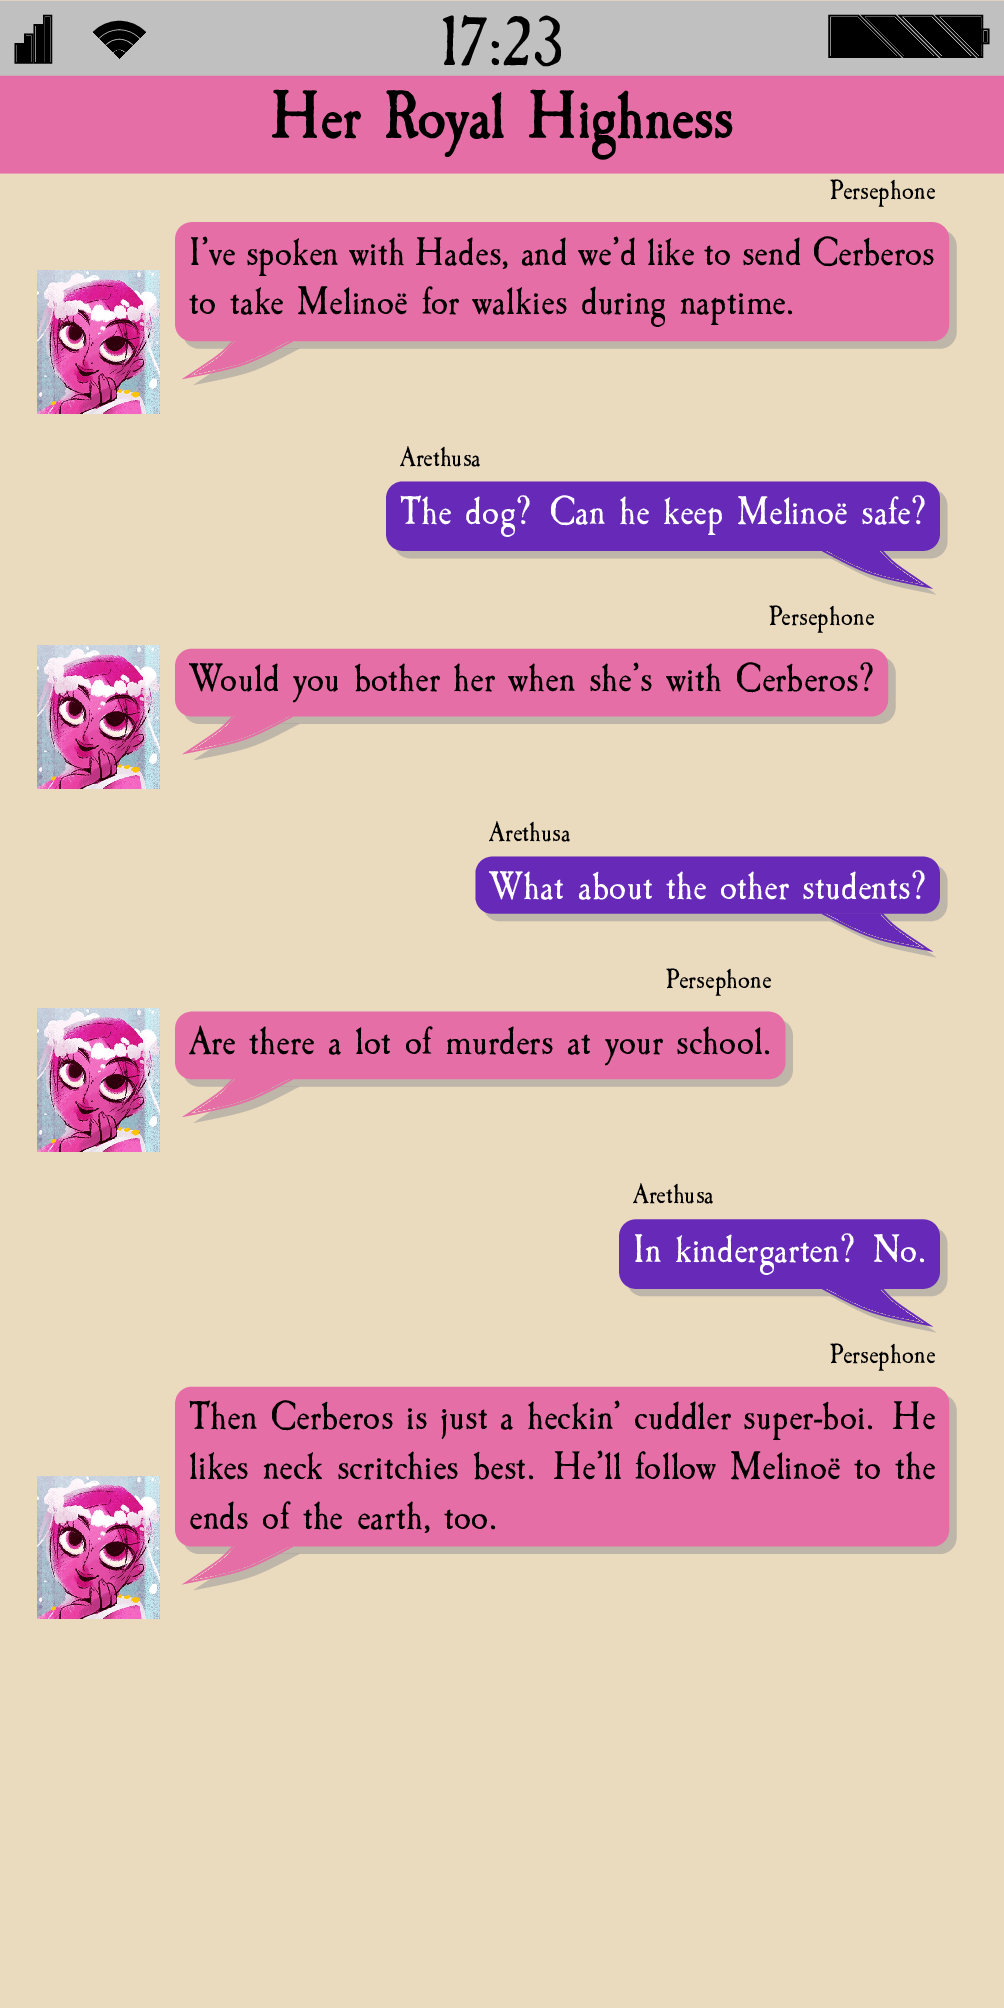 17:23
Her Royal Highness
Persephone
I've spoken with Hades, and we'd like to send Cerberos
to take Melinoë for walkies during naptime.
Arethusa
The dog? Can he keep Melinoë safe?
Persephone
Would you bother her when she's with Cerberos?
Arethusa
What about the other students?
Persephone
Are there a lot of murders at your school.
Arethusa
In kindergarten? No.
Persephone
Then Cerberos is just a heckin' cuddler super-boi. He
likes neck scritchies best. He'll follow Melinoë to the
ends of the earth, too.